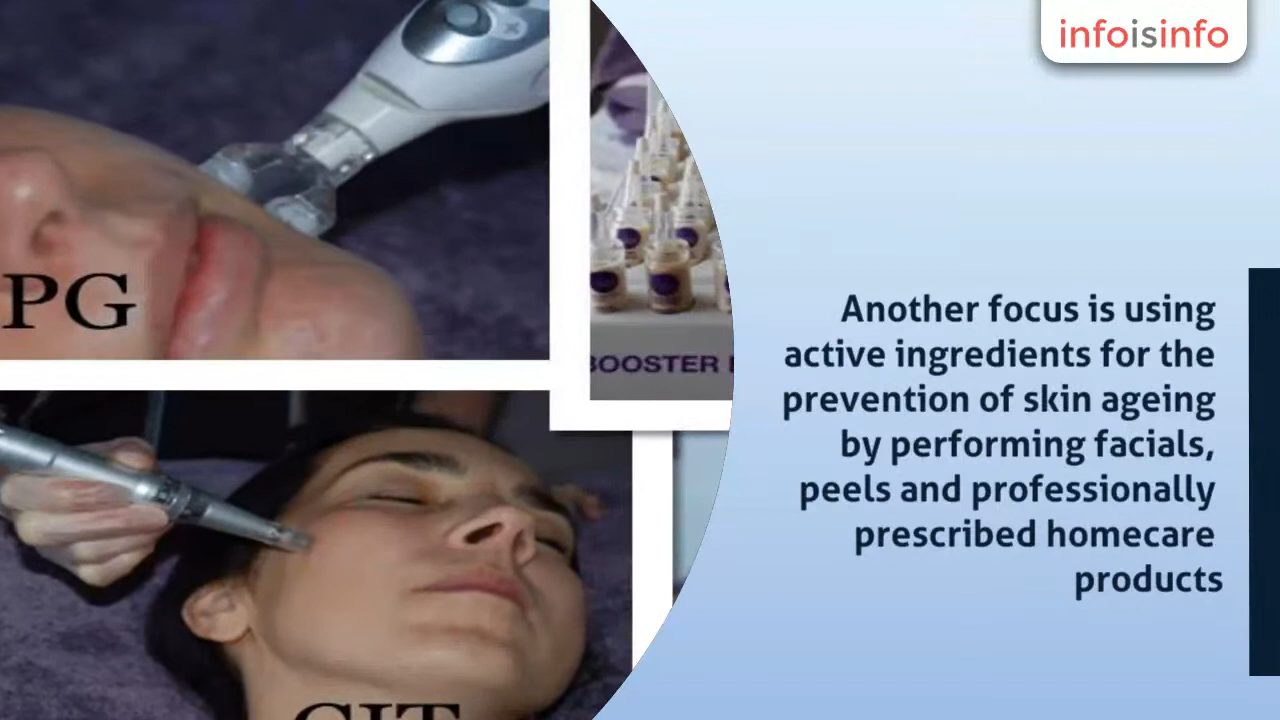 infoisinfo
PG
BOOSTER
CIT
Another focus is using
active ingredients for the
prevention of skin ageing
by performing facials,
peels and professionally
prescribed homecare
products